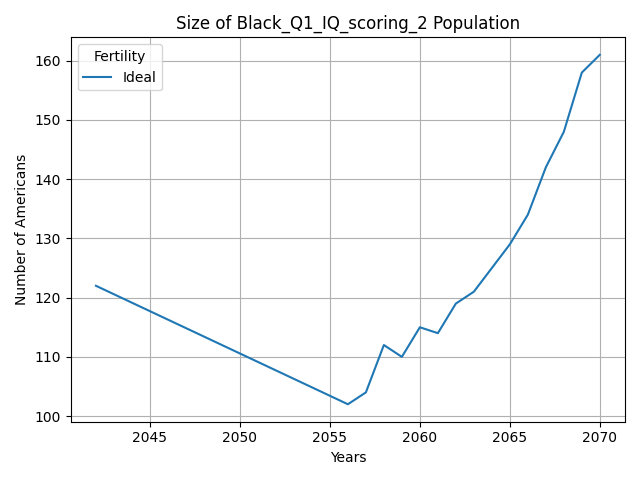 Size of Black_Q1_IQ_scoring_2 Population
Fertility
Ideal
160
150
140
130
120
110
100
Number of Americans
2045 2050 2055 2060 2065 2070
Years